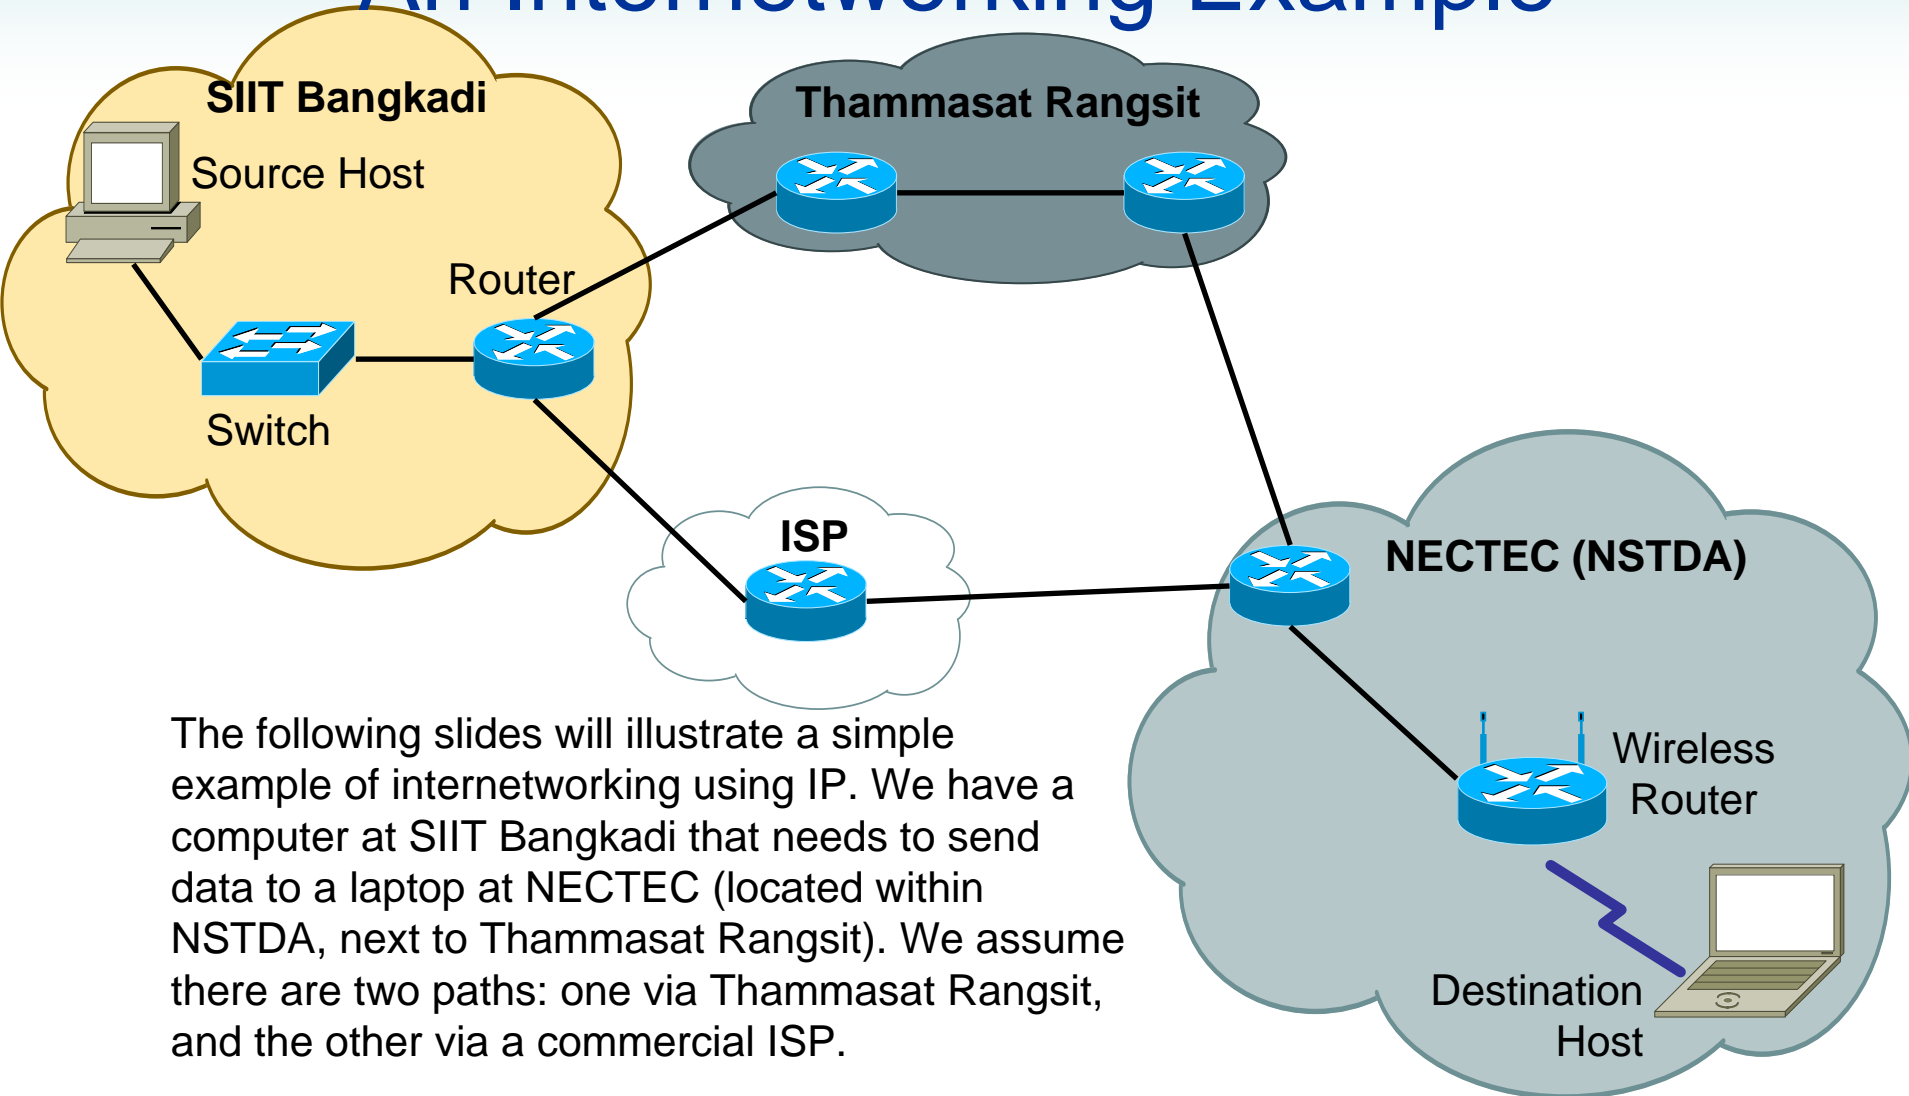 An Internetworking Example
SIIT Bangkadi
Thammasat Rangsit
Source Host
Router
Switch
ISP
NECTEC (NSTDA)
Wireless
Router
Destination
Host
The following slides will illustrate a simple
example of internetworking using IP. We have a
computer at SIIT Bangkadi that needs to send
data to a laptop at NECTEC (located within
NSTDA, next to Thammasat Rangsit). We assume
there are two paths: one via Thammasat Rangsit,
and the other via a commercial ISP.